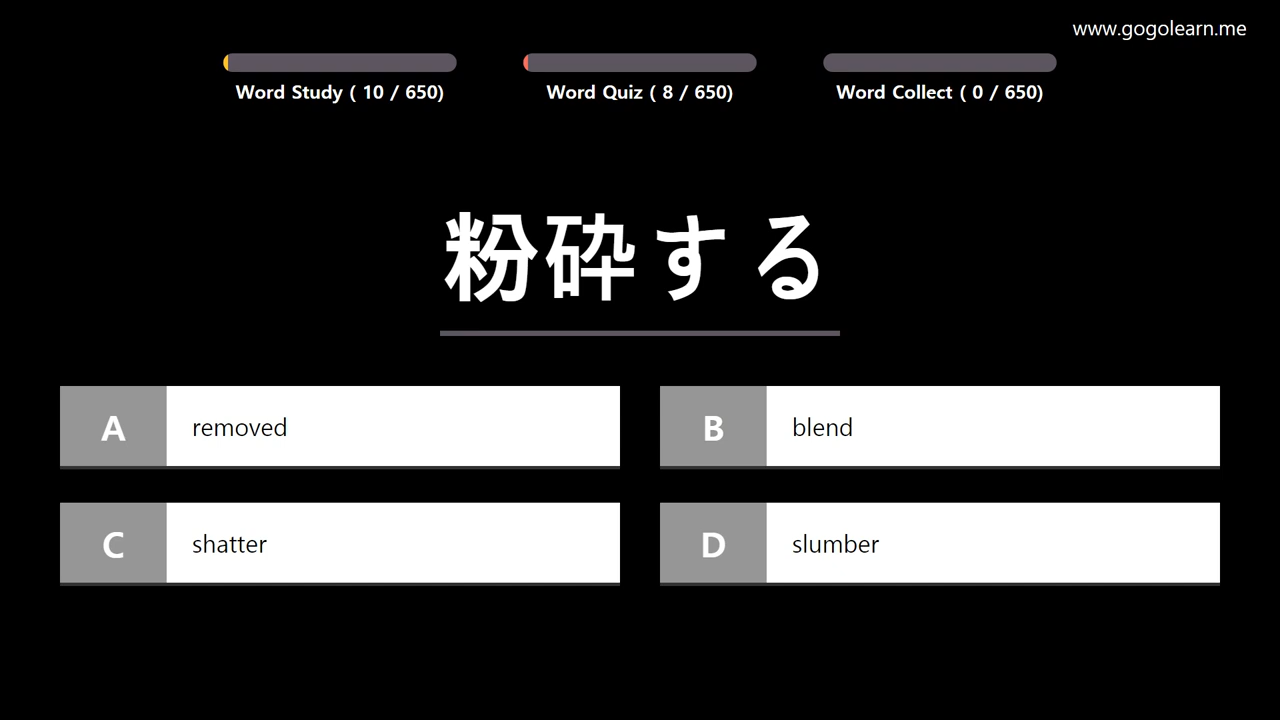 www.gogolearn.me
Word Study ( 10 / 650)
Word Quiz ( 8 / 650)
Word Collect ( 0 / 650)
粉砕する
A removed
B blend
C shatter
D slumber